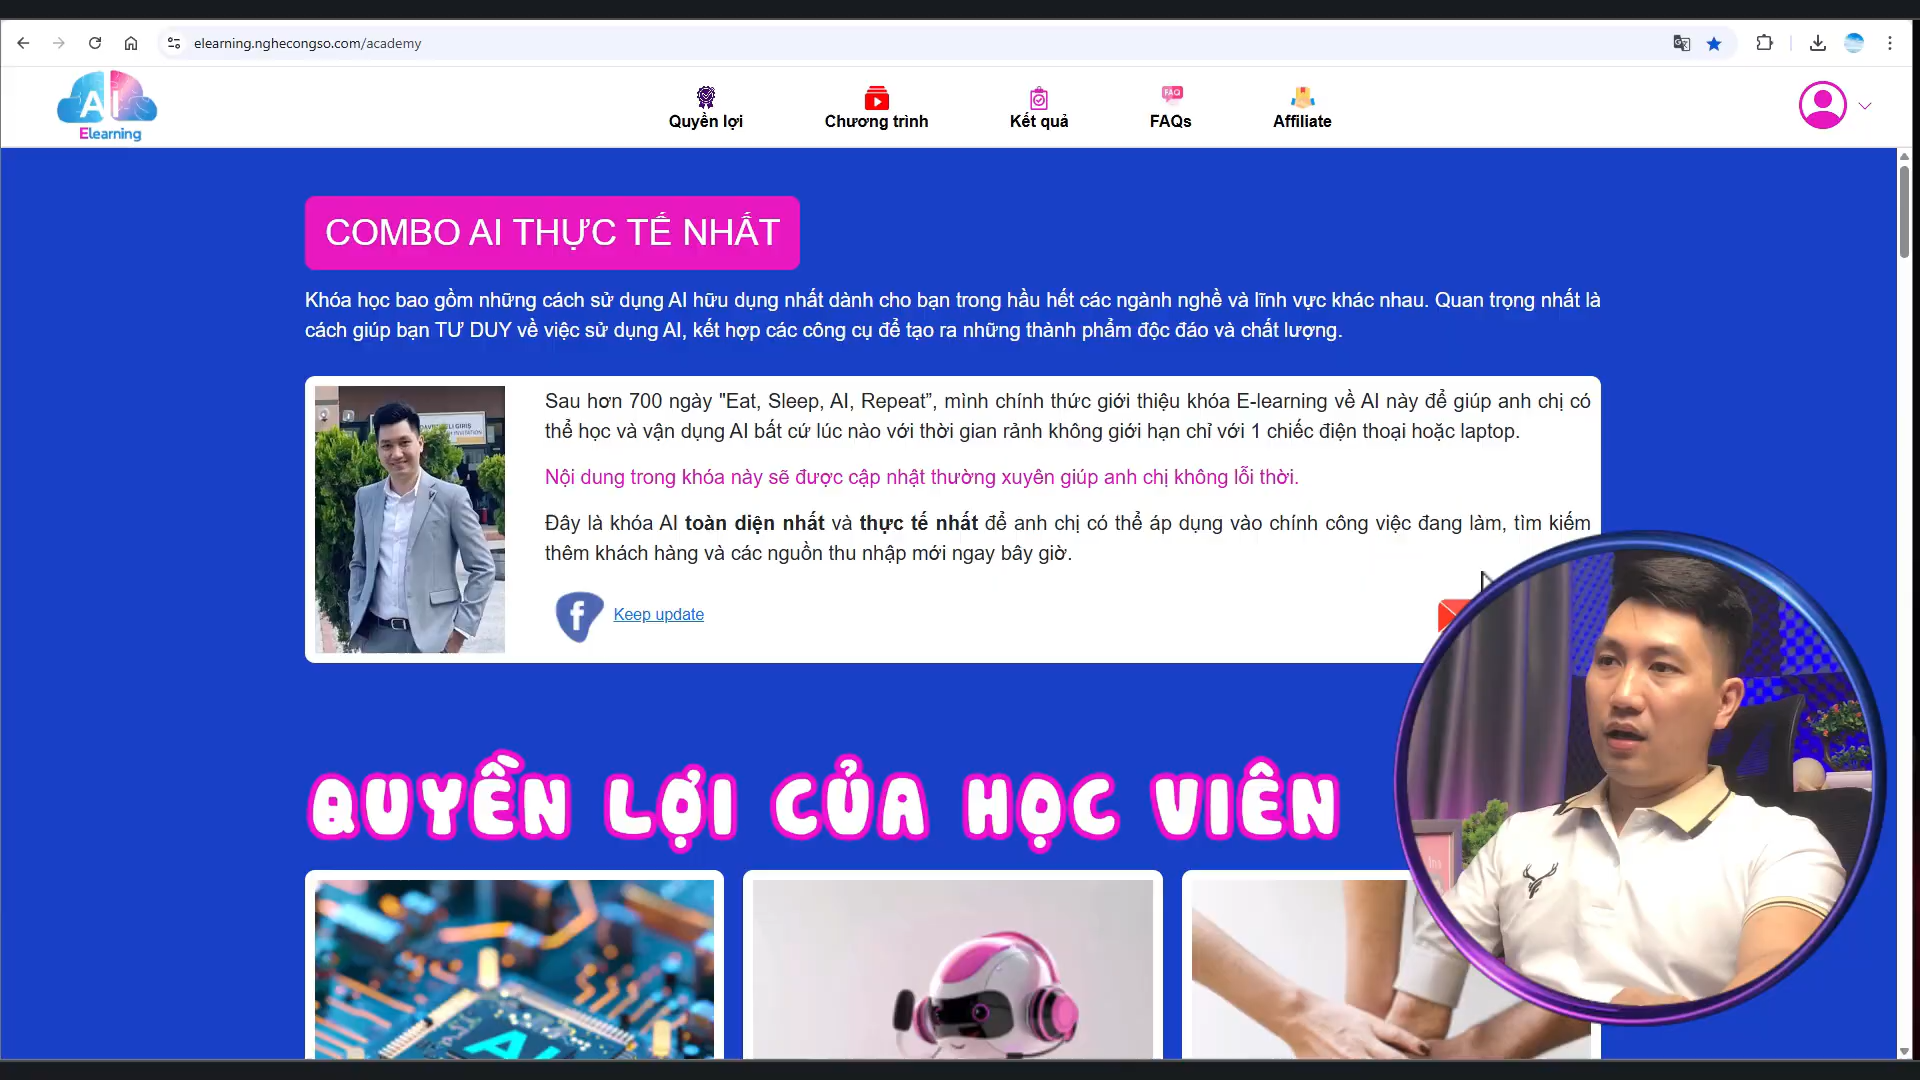 elearning.nghecongso.com/academy
AI
Elearning
Quyền lợi
Chương trình
Kết quả
FAQ
FAQs
Affiliate
COMBO AI THỰC TẾ NHẤT
Khóa học bao gồm những cách sử dụng AI hữu dụng nhất dành cho bạn trong hầu hết các ngành nghề và lĩnh vực khác nhau. Quan trọng nhất là
cách giúp bạn TƯ DUY về việc sử dụng AI, kết hợp các công cụ để tạo ra những thành phẩm độc đáo và chất lượng.
Sau hơn 700 ngày "Eat, Sleep, AI, Repeat”, mình chính thức giới thiệu khóa E-learning về AI này để giúp anh chị có
thể học và vận dụng AI bất cứ lúc nào với thời gian rảnh không giới hạn chỉ với 1 chiếc điện thoại hoặc laptop.
Nội dung trong khóa này sẽ được cập nhật thường xuyên giúp anh chị không lỗi thời.
Đây là khóa AI toàn diện nhất và thực tế nhất để anh chị có thể áp dụng vào chính công việc đang làm, tìm kiếm
thêm khách hàng và các nguồn thu nhập mới ngay bây giờ.
f Keep update
QUYỀN LỢI CỦA HỌC VIÊN
AI